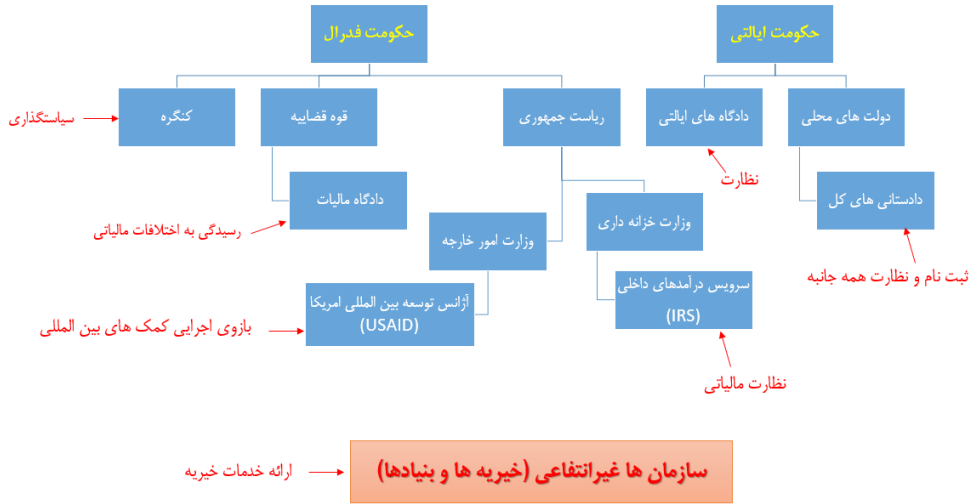 حکومت ایالتی
حکومت فدرال
دولت های محلی
دادگاه های ایالتی
ریاست جمهوری
قوه قضاییه
کنگره
سیاستگذاری
نظارت
دادستانی های کل
وزارت خزانه داری
وزارت امور خارجه
دادگاه مالیات
رسیدگی به اختلافات مالیاتی
ثبت نام و نظارت همه جانبه
سرویس درآمدهای داخلی
(IRS)
آژانس توسعه بین المللی امریکا
(USAID)
بازوی اجرایی کمک های بین المللی
نظارت مالیاتی
سازمان ها غیرانتفاعی (خیریه ها و بنیادها)
ارائه خدمات خیریه